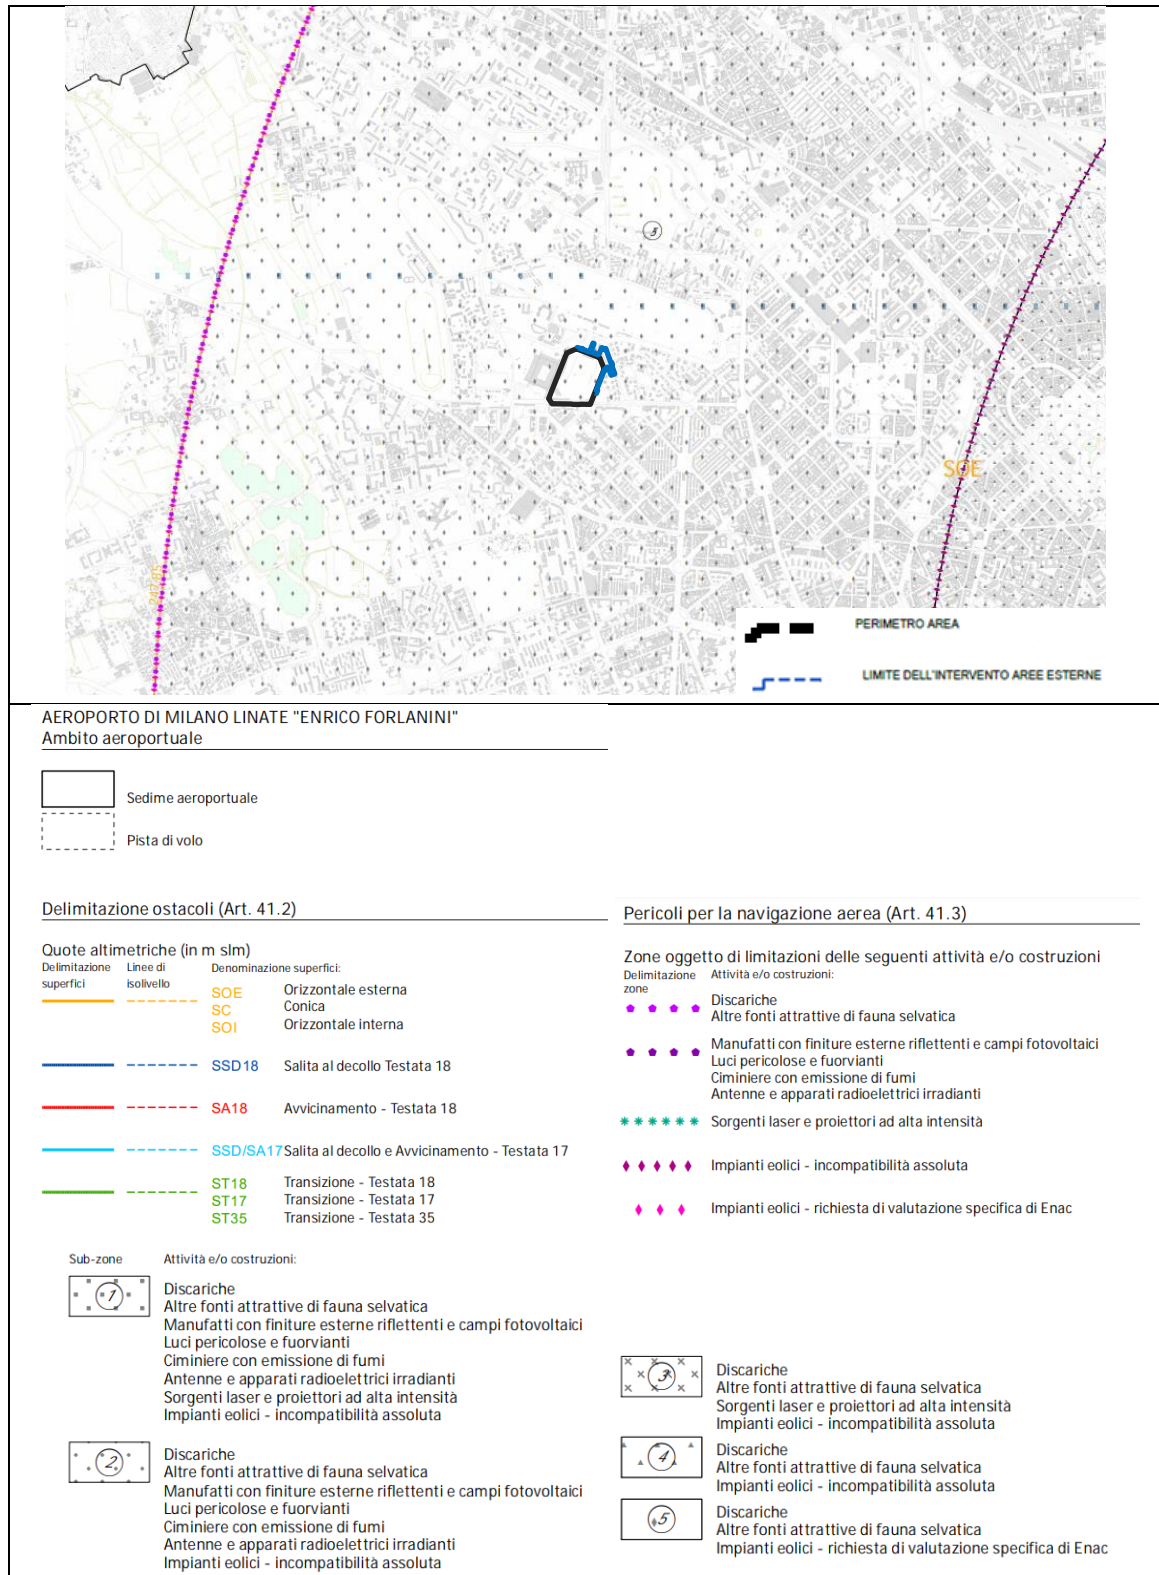 5
SOE
247.85
PERIMETRO AREA
LIMITE DELL'INTERVENTO AREE ESTERNE
AEROPORTO DI MILANO LINATE "ENRICO FORLANINI"
Ambito aeroportuale
Sedime aeroportuale
Pista di volo
Delimitazione ostacoli (Art. 41.2)
Quote altimetriche (in m slm)
Delimitazione superfici
Linee di isolivello
Denominazione superfici:
SOE Orizzontale esterna
SC Conica
SOI Orizzontale interna
SSD18 Salita al decollo Testata 18
SA18 Avvicinamento - Testata 18
SSD/SA17 Salita al decollo e Avvicinamento - Testata 17
ST18 Transizione - Testata 18
ST17 Transizione - Testata 17
ST35 Transizione - Testata 35
Pericoli per la navigazione aerea (Art. 41.3)
Zone oggetto di limitazioni delle seguenti attività e/o costruzioni
Delimitazione zone
Attività e/o costruzioni:
Discariche
Altre fonti attrattive di fauna selvatica
Manufatti con finiture esterne riflettenti e campi fotovoltaici
Luci pericolose e fuorvianti
Ciminiere con emissione di fumi
Antenne e apparati radioelettrici irradianti
Sorgenti laser e proiettori ad alta intensità
Impianti eolici - incompatibilità assoluta
Impianti eolici - richiesta di valutazione specifica di Enac
Sub-zone
Attività e/o costruzioni:
1
Discariche
Altre fonti attrattive di fauna selvatica
Manufatti con finiture esterne riflettenti e campi fotovoltaici
Luci pericolose e fuorvianti
Ciminiere con emissione di fumi
Antenne e apparati radioelettrici irradianti
Sorgenti laser e proiettori ad alta intensità
Impianti eolici - incompatibilità assoluta
2
Discariche
Altre fonti attrattive di fauna selvatica
Manufatti con finiture esterne riflettenti e campi fotovoltaici
Luci pericolose e fuorvianti
Ciminiere con emissione di fumi
Antenne e apparati radioelettrici irradianti
Impianti eolici - incompatibilità assoluta
3
Discariche
Altre fonti attrattive di fauna selvatica
Sorgenti laser e proiettori ad alta intensità
Impianti eolici - incompatibilità assoluta
4
Discariche
Altre fonti attrattive di fauna selvatica
Impianti eolici - incompatibilità assoluta
5
Discariche
Altre fonti attrattive di fauna selvatica
Impianti eolici - richiesta di valutazione specifica di Enac